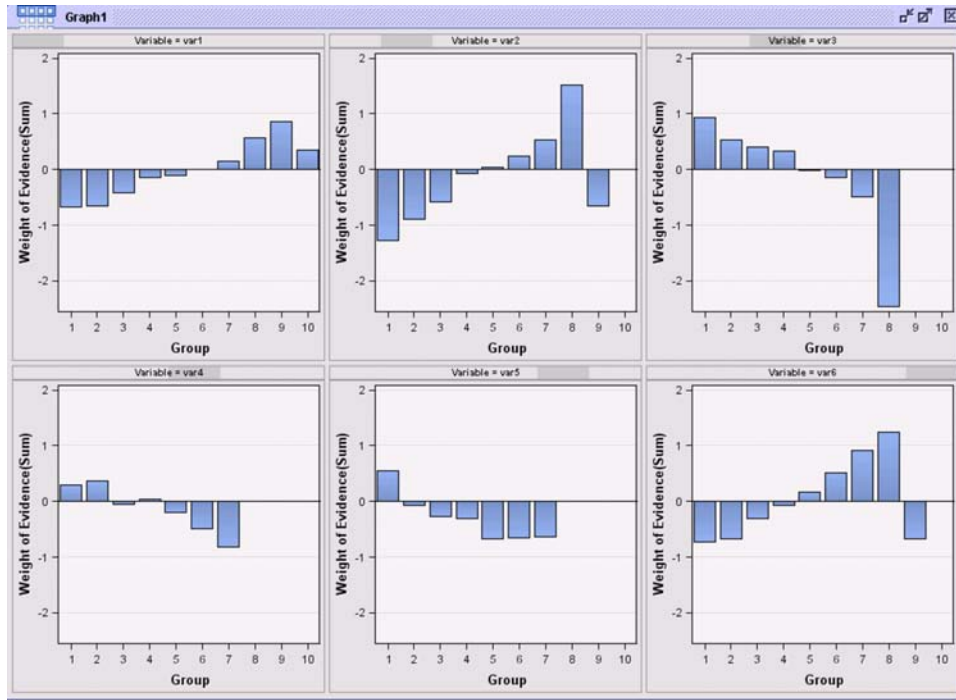 Graph1
Variable = var1
Weight of Evidence(Sum)
2
1
0
-1
-2
1 2 3 4 5 6 7 8 9 10
Group
Variable = var2
Weight of Evidence(Sum)
2
1
0
-1
-2
1 2 3 4 5 6 7 8 9 10
Group
Variable = var3
Weight of Evidence(Sum)
2
1
0
-1
-2
1 2 3 4 5 6 7 8 9 10
Group
Variable = var4
Weight of Evidence(Sum)
2
1
0
-1
-2
1 2 3 4 5 6 7 8 9 10
Group
Variable = var5
Weight of Evidence(Sum)
2
1
0
-1
-2
1 2 3 4 5 6 7 8 9 10
Group
Variable = var6
Weight of Evidence(Sum)
2
1
0
-1
-2
1 2 3 4 5 6 7 8 9 10
Group